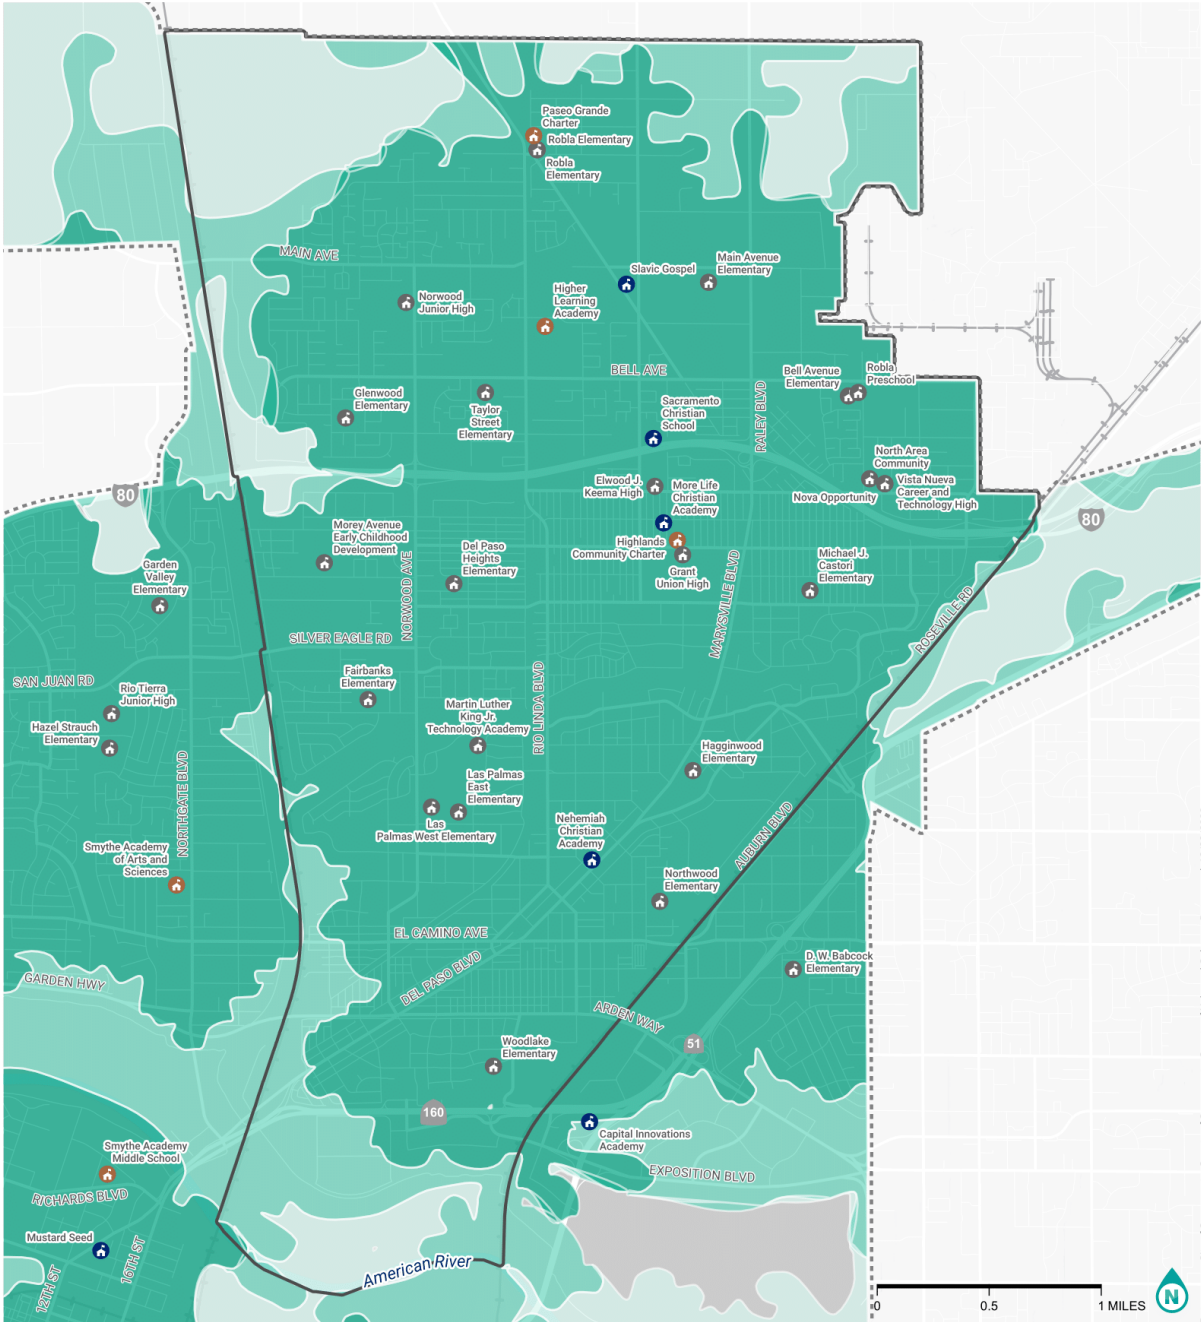 Paseo Grande
Charter
Robla Elementary
Robla
Elementary
MAIN AVE
Slavic Gospel
Main Avenue
Elementary
Norwood
Junior High
Higher
Learning
Academy
BELL AVE
Bell Avenue
Elementary
Robla
Preschool
Glenwood
Elementary
Taylor
Street
Elementary
Sacramento
Christian
School
RALEY BLVD
North Area
Community
Elwood J.
Keema High
More Life
Christian
Academy
Nova Opportunity
Vista Nueva
Career and
Technology High
80
80
Morey Avenue
Early Childhood
Development
NORWOOD AVE
Del Paso
Heights
Elementary
Highlands
Community Charter
Grant
Union High
MARYSVILLE BLVD
Michael J.
Castori
Elementary
Garden
Valley
Elementary
ROSEVILLE RD
SILVER EAGLE RD
SAN JUAN RD
Rio Tierra
Junior High
Fairbanks
Elementary
RIO LINDA BLVD
Hazel Strauch
Elementary
Martin Luther
King Jr.
Technology Academy
Hagginwood
Elementary
NORTHGATE BLVD
Las Palmas
East
Elementary
Las
Palmas West Elementary
Nehemiah
Christian
Academy
AUBURN BLVD
Smythe Academy
of Arts and
Sciences
Northwood
Elementary
EL CAMINO AVE
DEL PASO BLVD
D. W. Babcock
Elementary
GARDEN HWY
ARDEN WAY
51
Woodlake
Elementary
160
Capital Innovations
Academy
Smythe Academy
Middle School
EXPOSITION BLVD
RICHARDS BLVD
Mustard Seed
16TH ST
12TH ST
American River
0
0.5
1 MILES
N